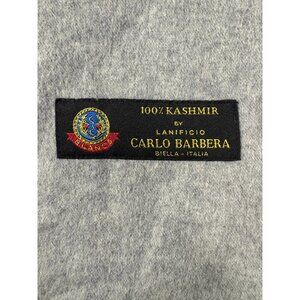 100% KASHMIR
BY
LANIFICIO
CARLO BARBERA
BIELLA - ITALIA